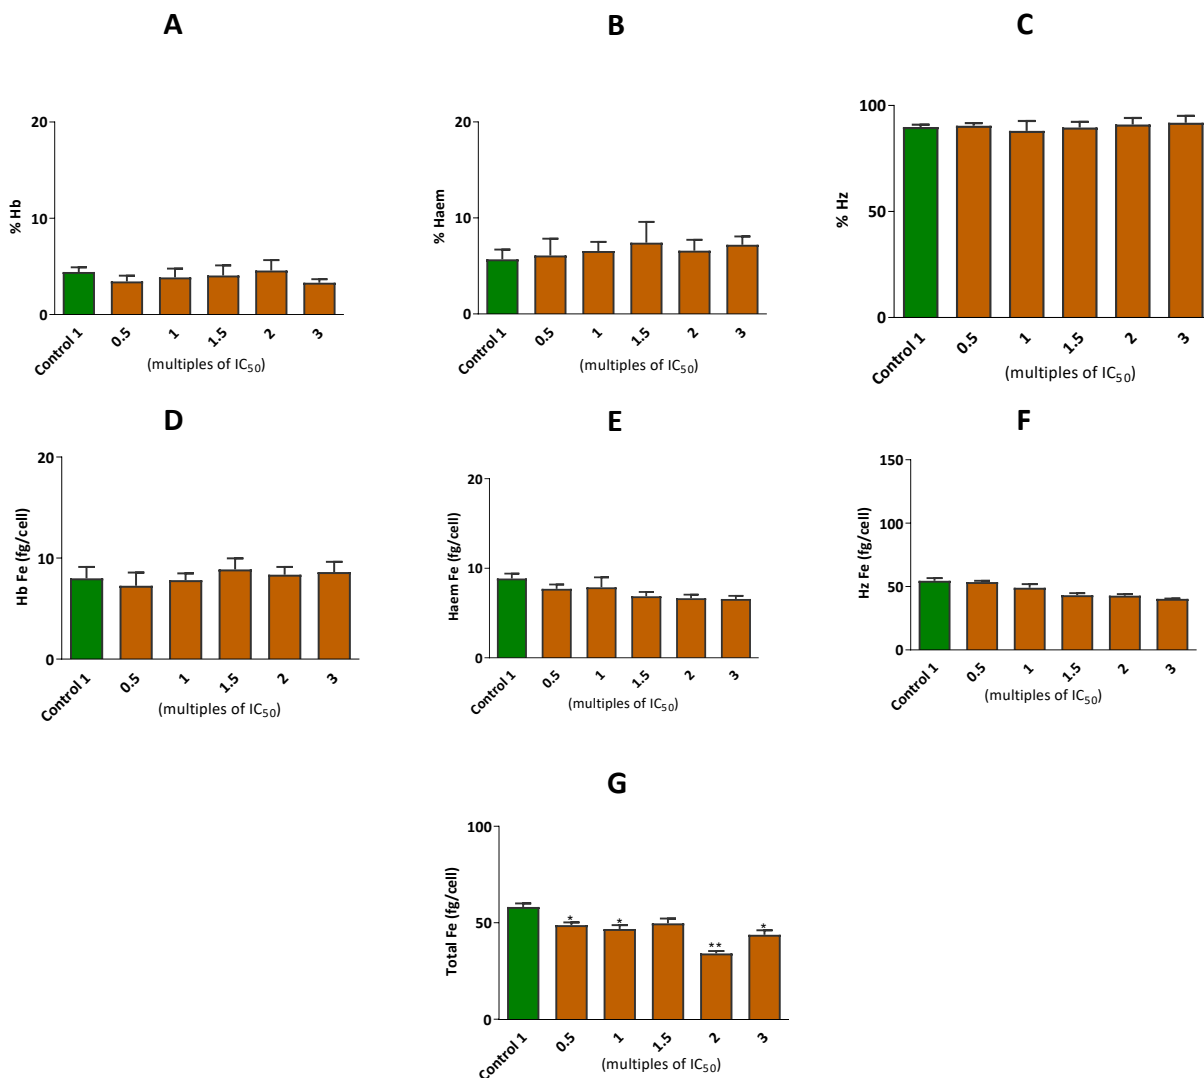 A
B
C
20
10
0
% Hb
Control 1
0.5
1
1.5
2
3
(multiples of IC50)
20
10
0
% Haem
Control 1
0.5
1
1.5
2
3
(multiples of IC50)
100
50
0
% Hz
Control 1
0.5
1
1.5
2
3
(multiples of IC50)
D
E
F
20
10
0
Hb Fe (fg/cell)
Control 1
0.5
1
1.5
2
3
(multiples of IC50)
20
10
0
Haem Fe (fg/cell)
Control 1
0.5
1
1.5
2
3
(multiples of IC50)
150
100
50
0
Hz Fe (fg/cell)
Control 1
0.5
1
1.5
2
3
(multiples of IC50)
G
100
50
0
Total Fe (fg/cell)
*
*
**
*
Control 1
0.5
1
1.5
2
3
(multiples of IC50)